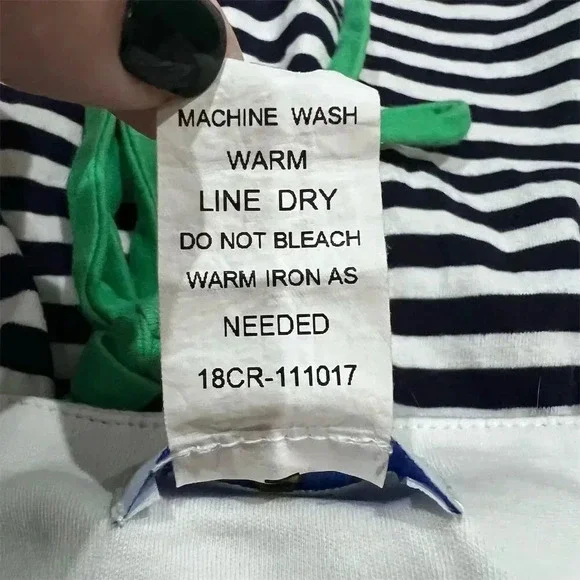 MACHINE WASH
WARM
LINE DRY
DO NOT BLEACH
WARM IRON AS
NEEDED
18CR-111017